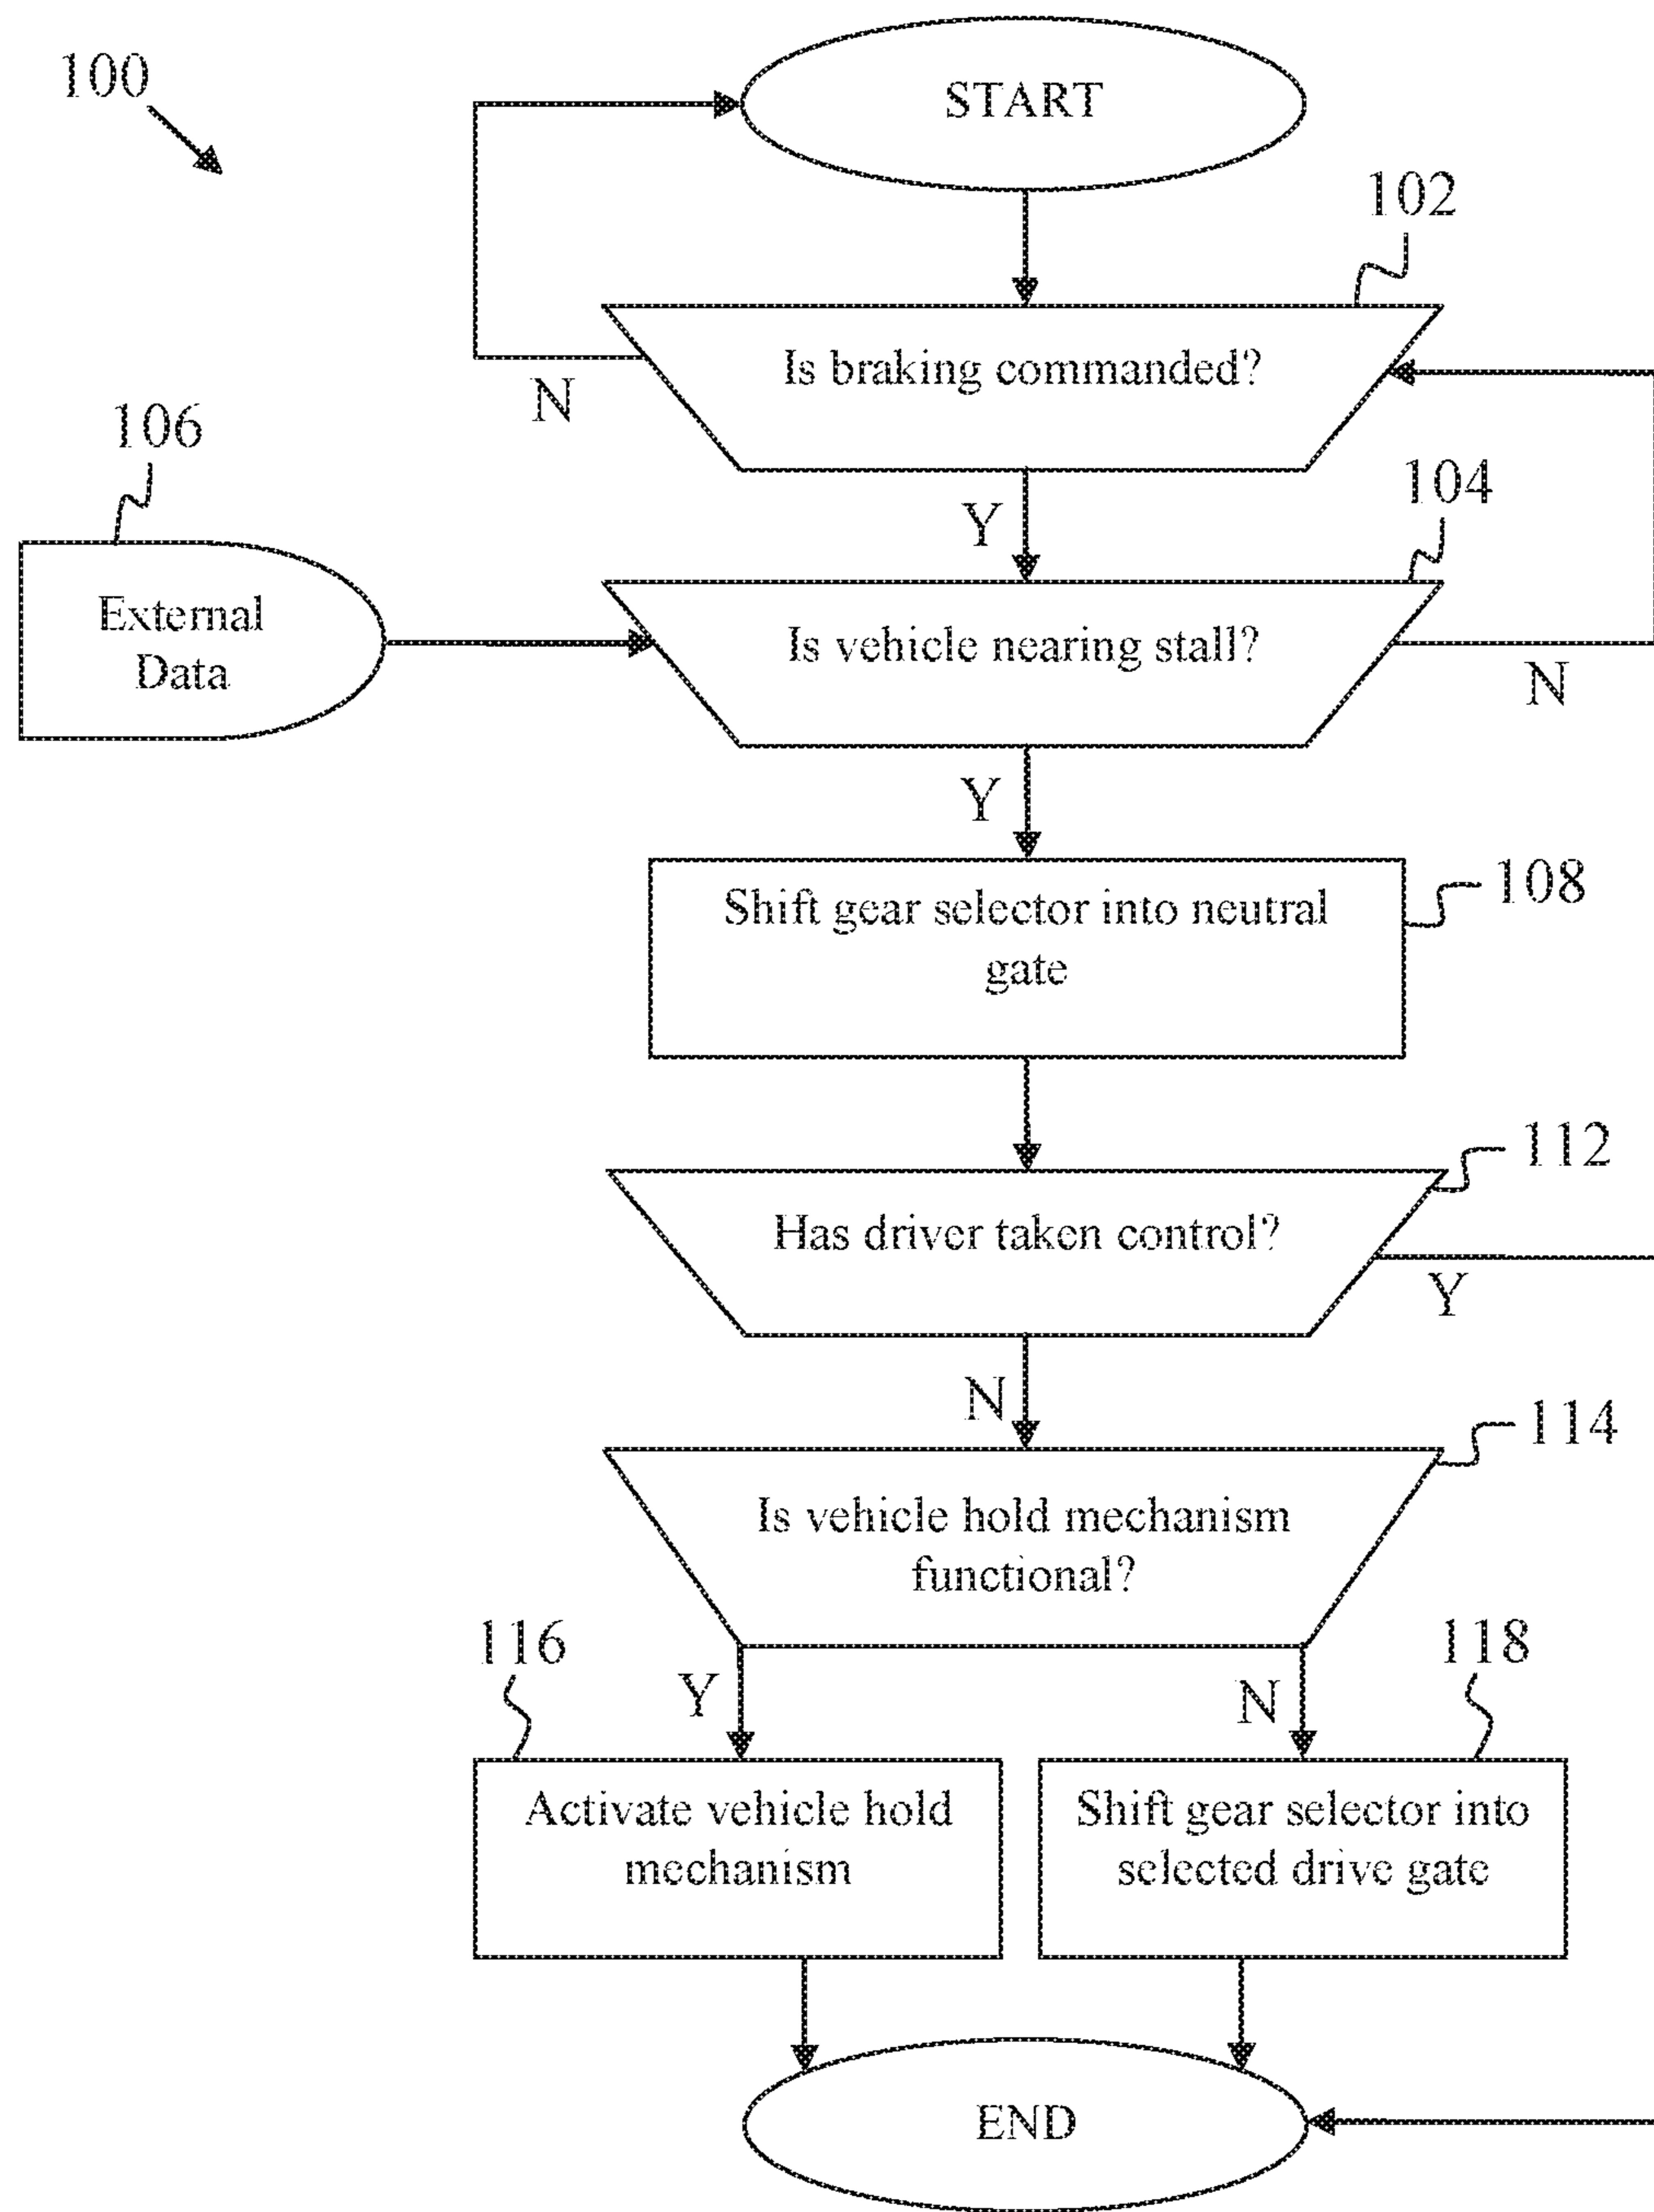 100
START
102
Is braking commanded?
N
106
104
Y
External
Data
Is vehicle nearing stall?
N
Y
Shift gear selector into neutral
gate
108
112
Has driver taken control?
Y
N
114
Is vehicle hold mechanism
functional?
116
118
Y
N
Activate vehicle hold
mechanism
Shift gear selector into
selected drive gate
END